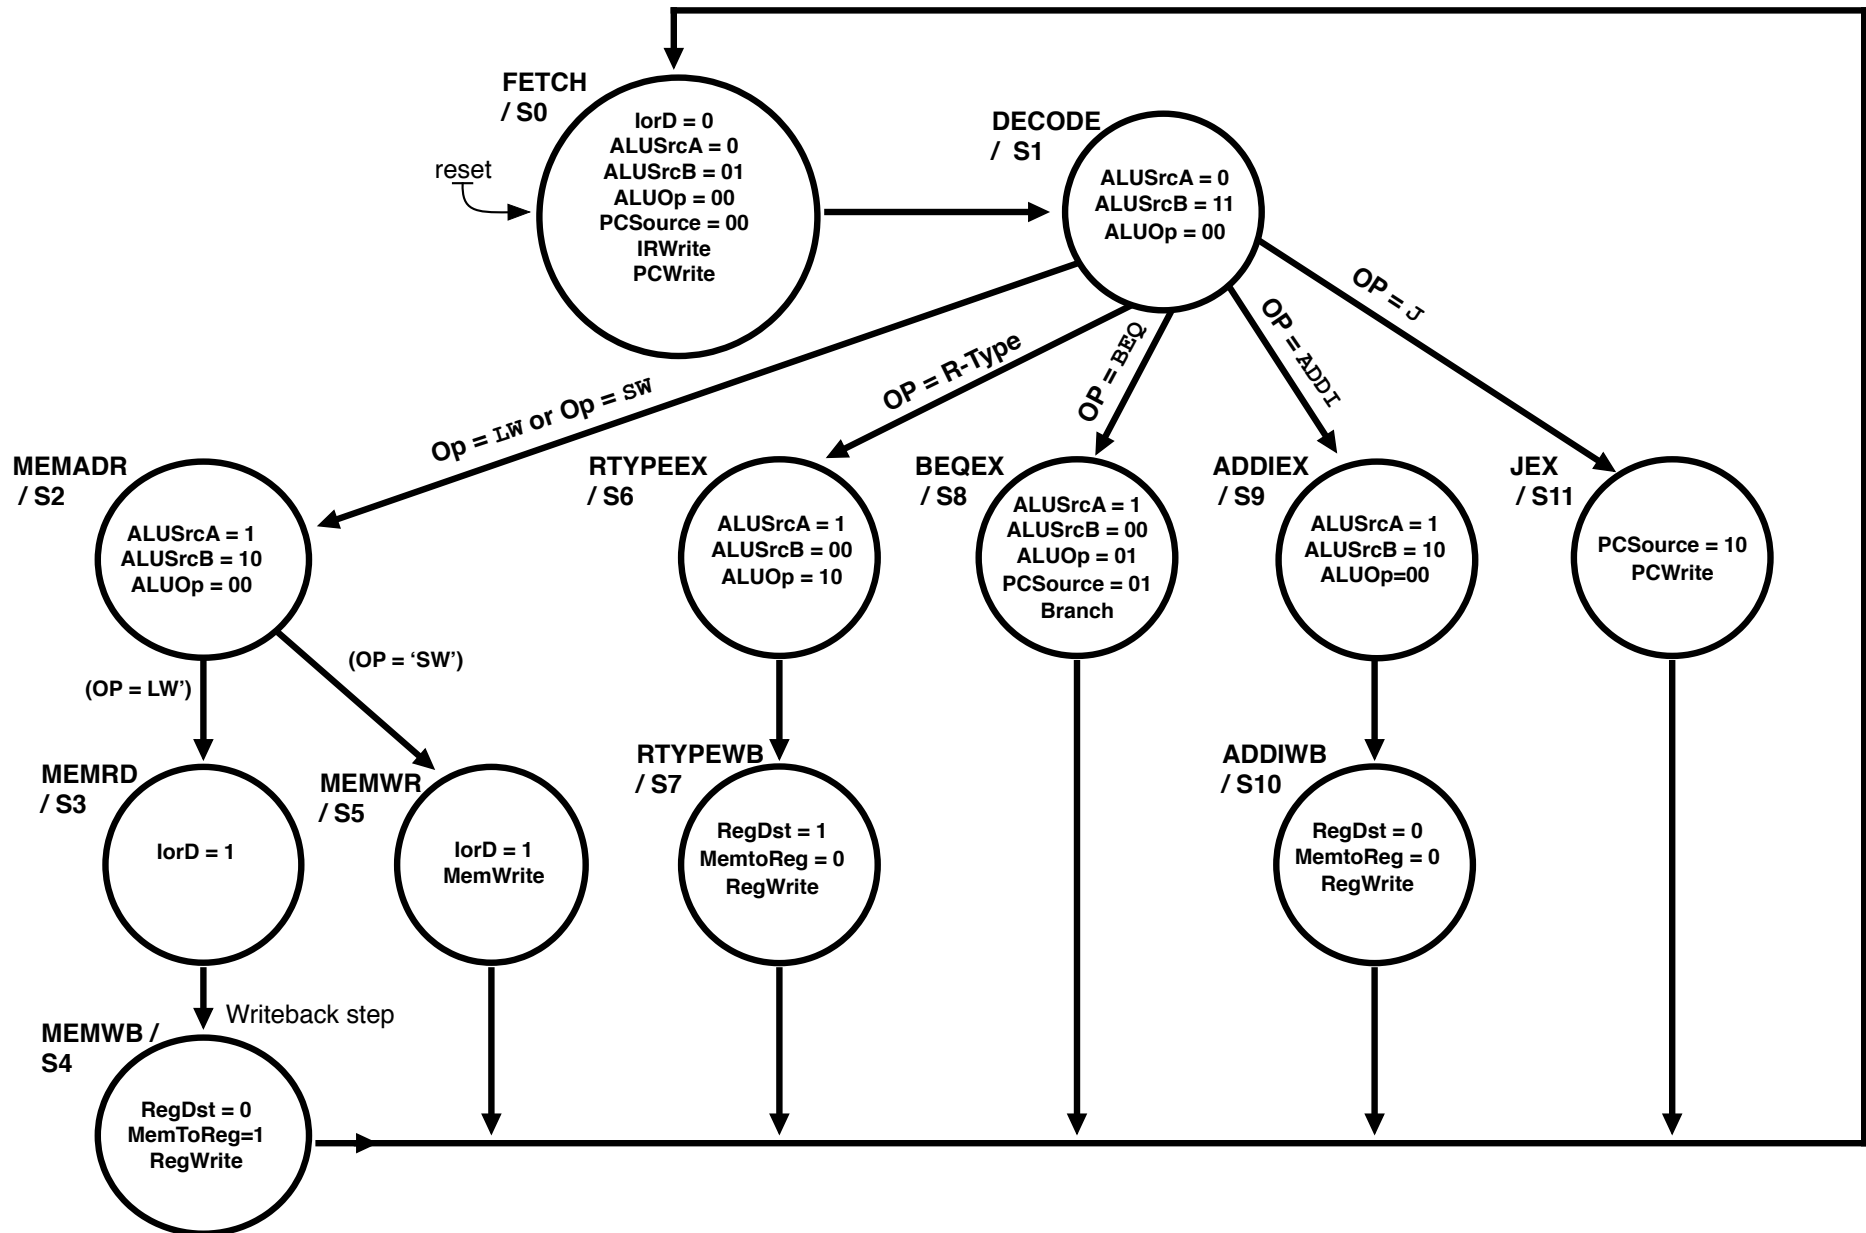 FETCH
/ S0
IorD = 0
ALUSrcA = 0
ALUSrcB = 01
ALUOp = 00
PCSource = 00
IRWrite
PCWrite
reset
DECODE
/ S1
ALUSrcA = 0
ALUSrcB = 11
ALUOp = 00
Op = LW or Op = SW
OP = R-Type
OP = BEQ
OP = ADDI
OP = J
MEMADR
/ S2
ALUSrcA = 1
ALUSrcB = 10
ALUOp = 00
RTYPEEX
/ S6
ALUSrcA = 1
ALUSrcB = 00
ALUOp = 10
BEQEX
/ S8
ALUSrcA = 1
ALUSrcB = 00
ALUOp = 01
PCSource = 01
Branch
ADDIEX
/ S9
ALUSrcA = 1
ALUSrcB = 10
ALUOp=00
JEX
/ S11
PCSource = 10
PCWrite
(OP = LW’)
(OP = ‘SW’)
MEMRD
/ S3
IorD = 1
MEMWR
/ S5
IorD = 1
MemWrite
RTYPEWB
/ S7
RegDst = 1
MemtoReg = 0
RegWrite
ADDIWB
/ S10
RegDst = 0
MemtoReg = 0
RegWrite
Writeback step
MEMWB /
S4
RegDst = 0
MemToReg=1
RegWrite